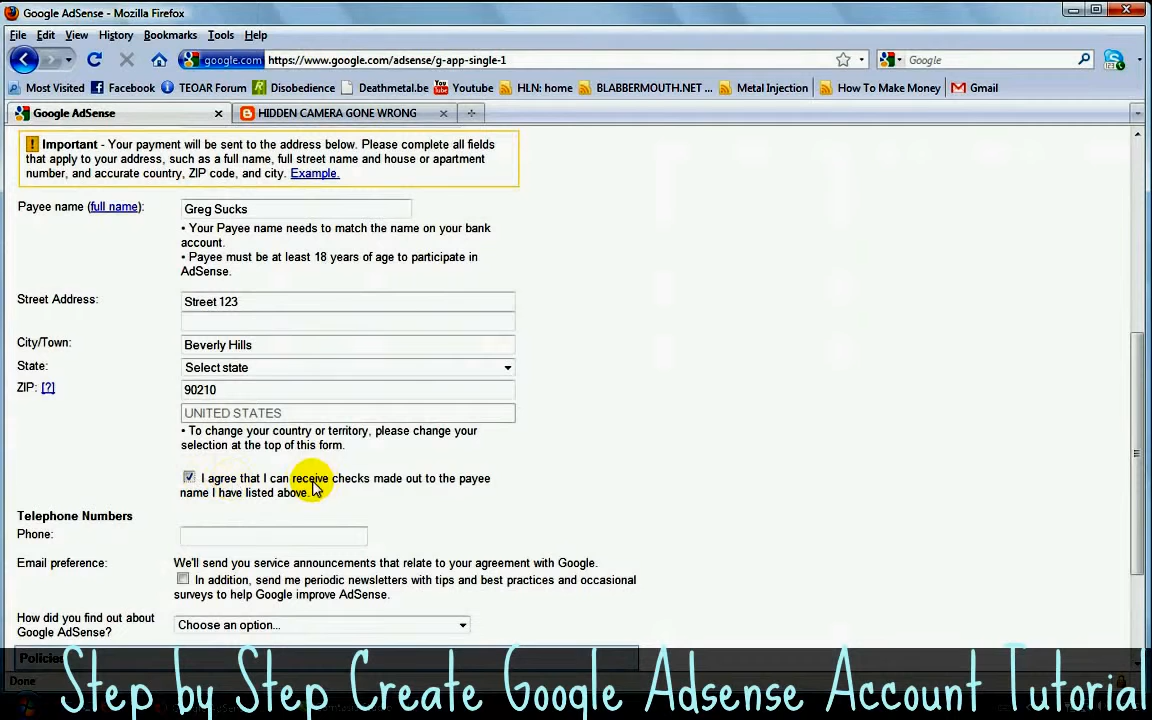 Google AdSense - Mozilla Firefox
File Edit View History Bookmarks Tools Help
google.com https://www.google.com/adsense/g-app-single-1 Google
Most Visited Facebook TEOAR Forum Disobedience Deathmetal.be Youtube HLN: home BLABBERMOUTH.NET ... Metal Injection How To Make Money Gmail
Google AdSense HIDDEN CAMERA GONE WRONG
Important - Your payment will be sent to the address below. Please complete all fields
that apply to your address, such as a full name, full street name and house or apartment
number, and accurate country, ZIP code, and city. Example.
Payee name (full name): Greg Sucks
• Your Payee name needs to match the name on your bank
account.
• Payee must be at least 18 years of age to participate in
AdSense.
Street Address: Street 123
City/Town: Beverly Hills
State: Select state
ZIP: [?] 90210
UNITED STATES
• To change your country or territory, please change your
selection at the top of this form.
I agree that I can receive checks made out to the payee
name I have listed above.
Telephone Numbers
Phone:
Email preference: We'll send you service announcements that relate to your agreement with Google.
In addition, send me periodic newsletters with tips and best practices and occasional
surveys to help Google improve AdSense.
How did you find out about
Google AdSense? Choose an option...
Policies
Step by Step Create Google Adsense Account Tutorial
Done